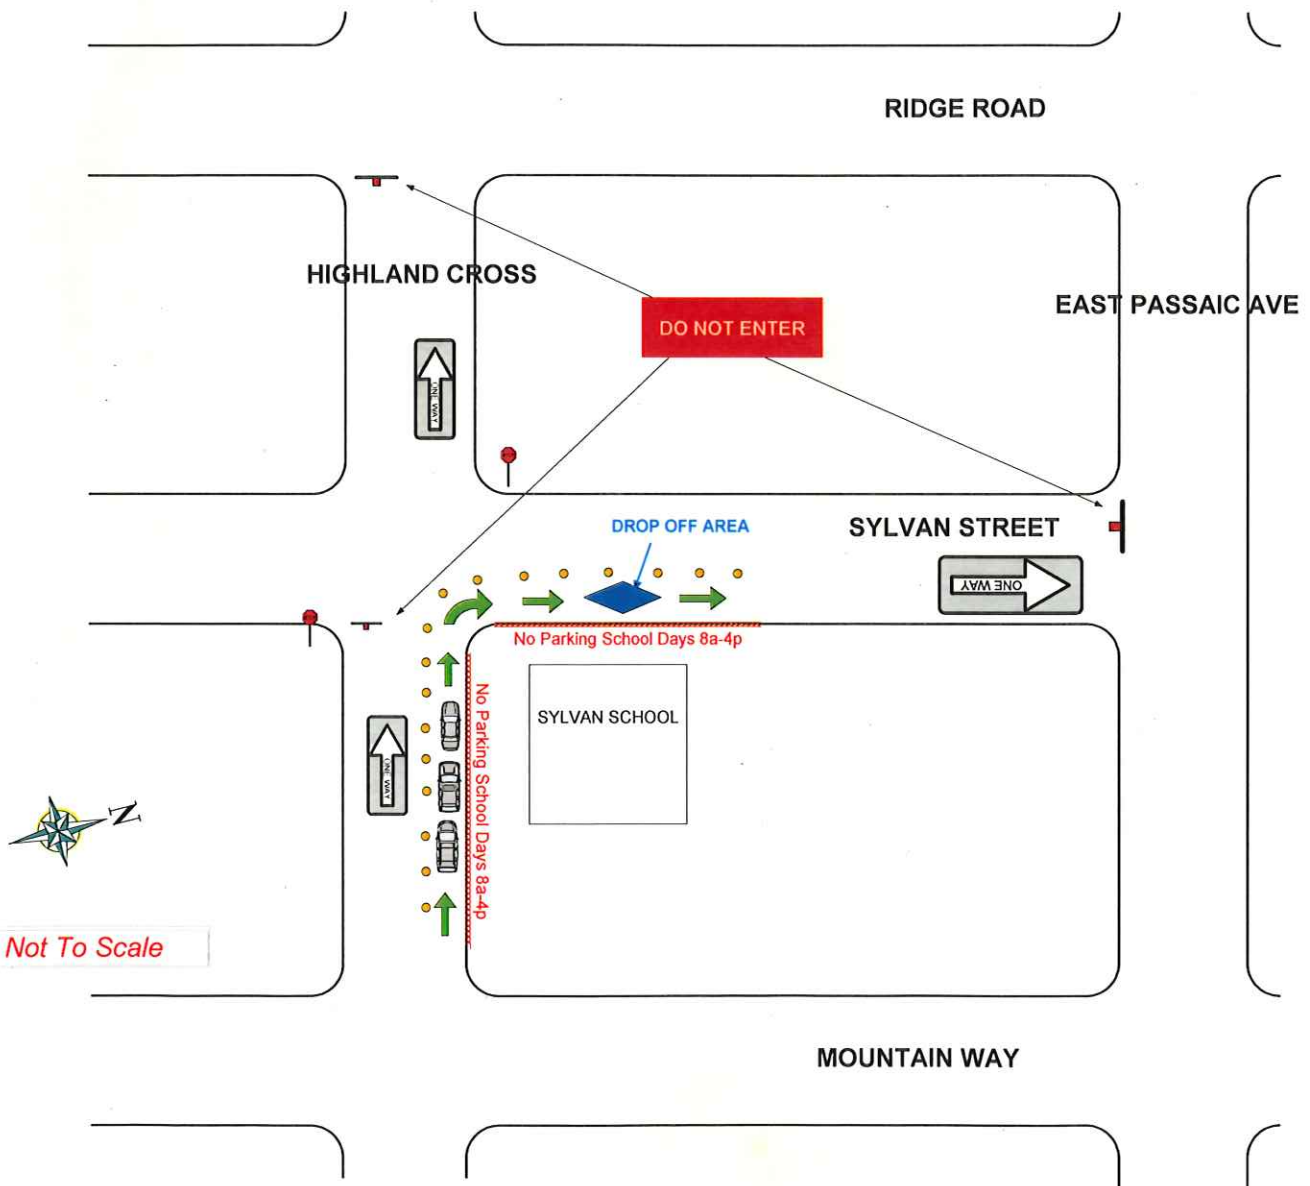 RIDGE ROAD
HIGHLAND CROSS
EAST PASSAIC AVE
DO NOT ENTER
ONE WAY
DROP OFF AREA
SYLVAN STREET
ONE WAY
No Parking School Days 8a-4p
SYLVAN SCHOOL
No Parking School Days 8a-4p
ONE WAY
N
Not To Scale
MOUNTAIN WAY